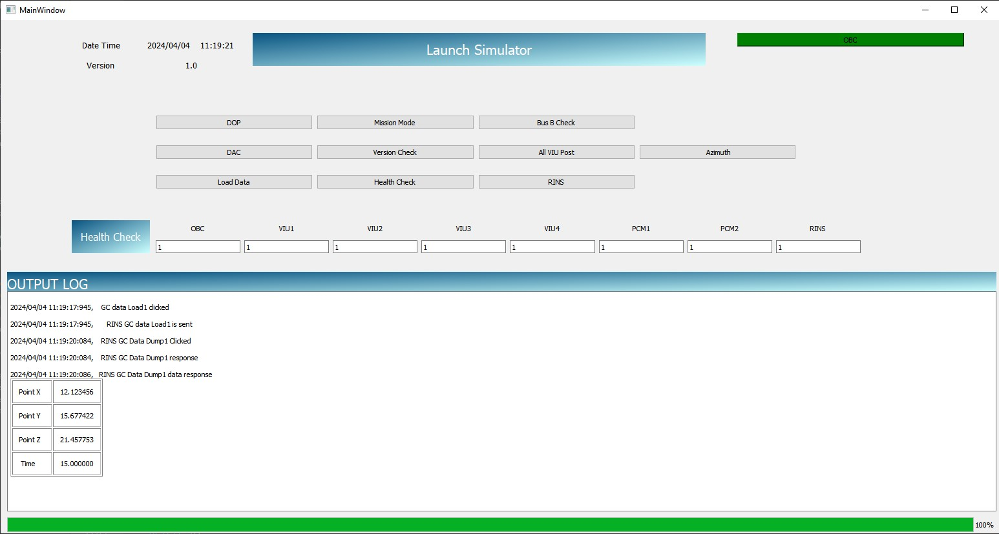 MainWindow
Date Time 2024/04/04 11:19:21
Launch Simulator
OBC
Version 1.0
DOP Mission Mode Bus B Check
DAC Version Check All VIU Post Azimuth
Load Data Health Check RINS
Health Check
OBC VIU1 VIU2 VIU3 VIU4 PCM1 PCM2 RINS
1 1 1 1 1 1 1 1
OUTPUT LOG
2024/04/04 11:19:17:945, GC data Load1 clicked
2024/04/04 11:19:17:945, RINS GC data Load1 is sent
2024/04/04 11:19:20:084, RINS GC Data Dump1 Clicked
2024/04/04 11:19:20:084, RINS GC Data Dump1 response
2024/04/04 11:19:20:086, RINS GC Data Dump1 data response
Point X 12.123456
Point Y 15.677422
Point Z 21.457753
Time 15.000000
100%